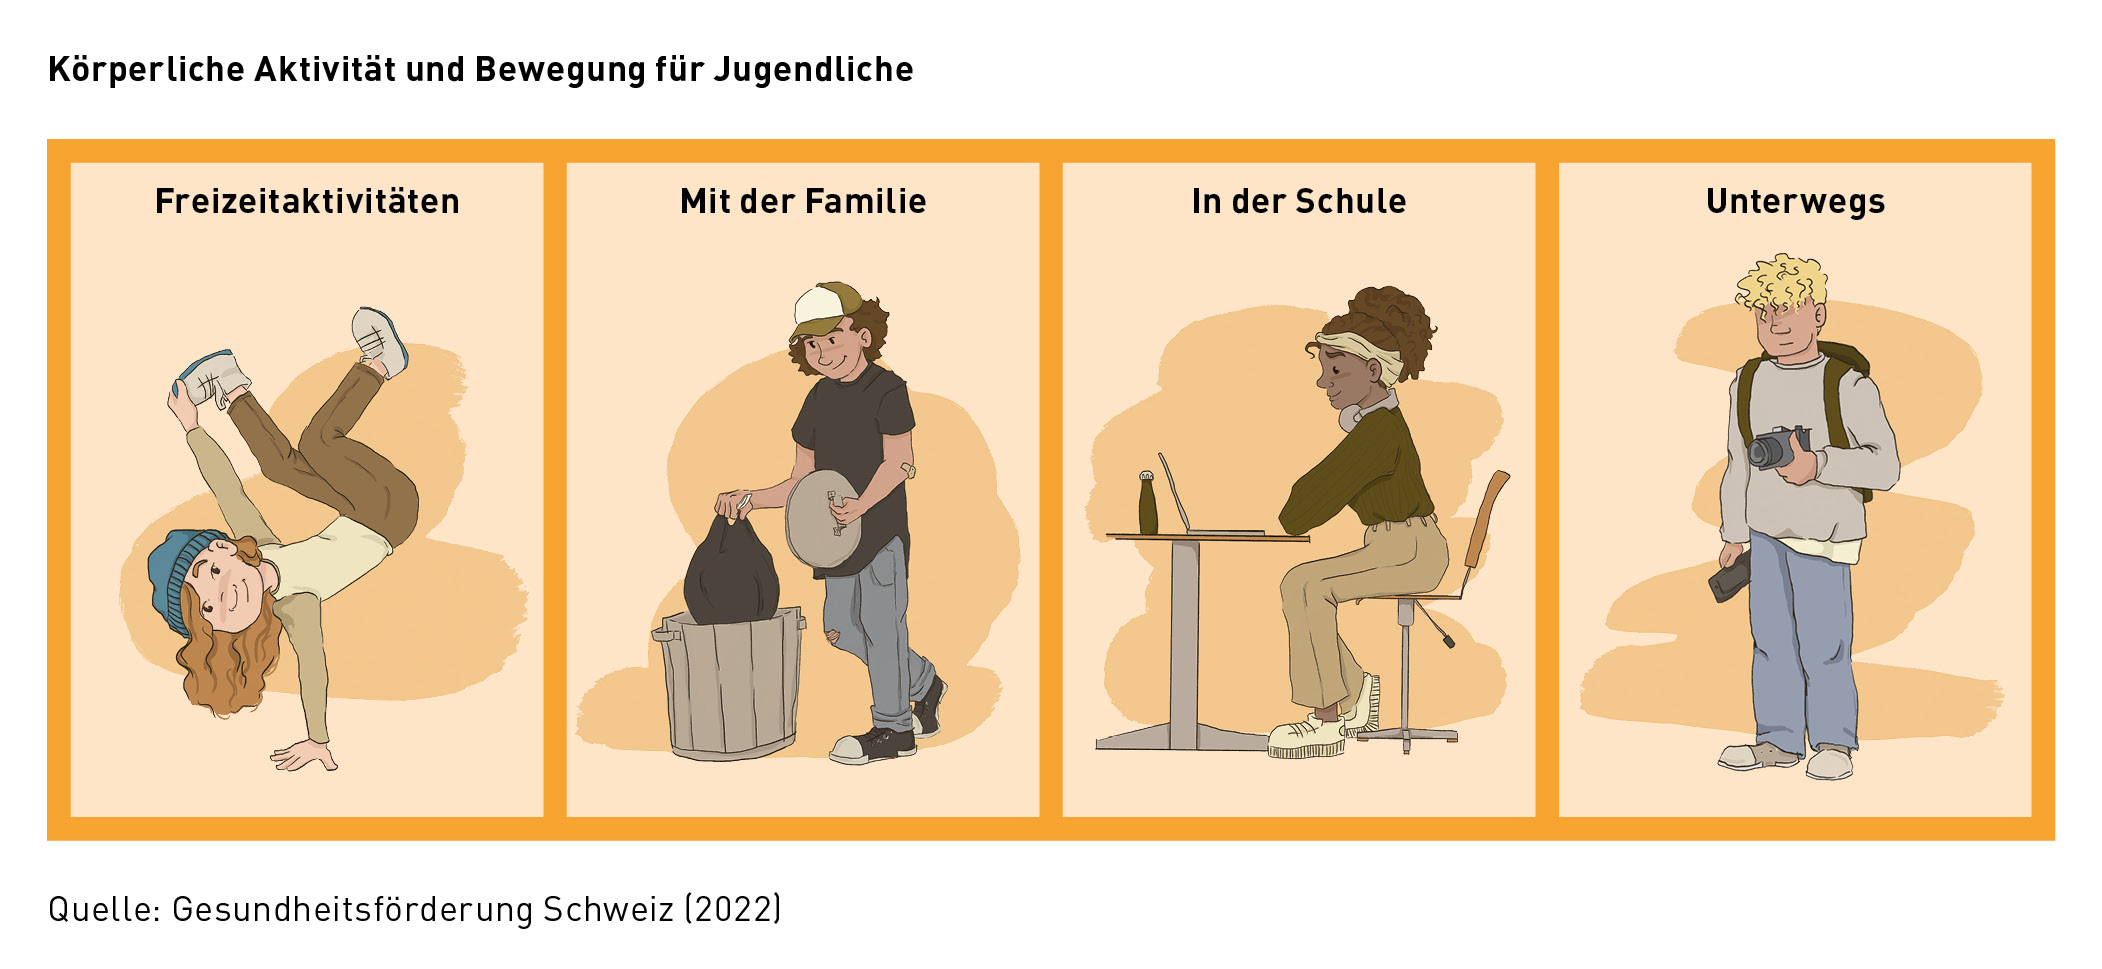 Körperliche Aktivität und Bewegung für Jugendliche
Freizeitaktivitäten
Mit der Familie
In der Schule
Unterwegs
Quelle: Gesundheitsförderung Schweiz (2022)